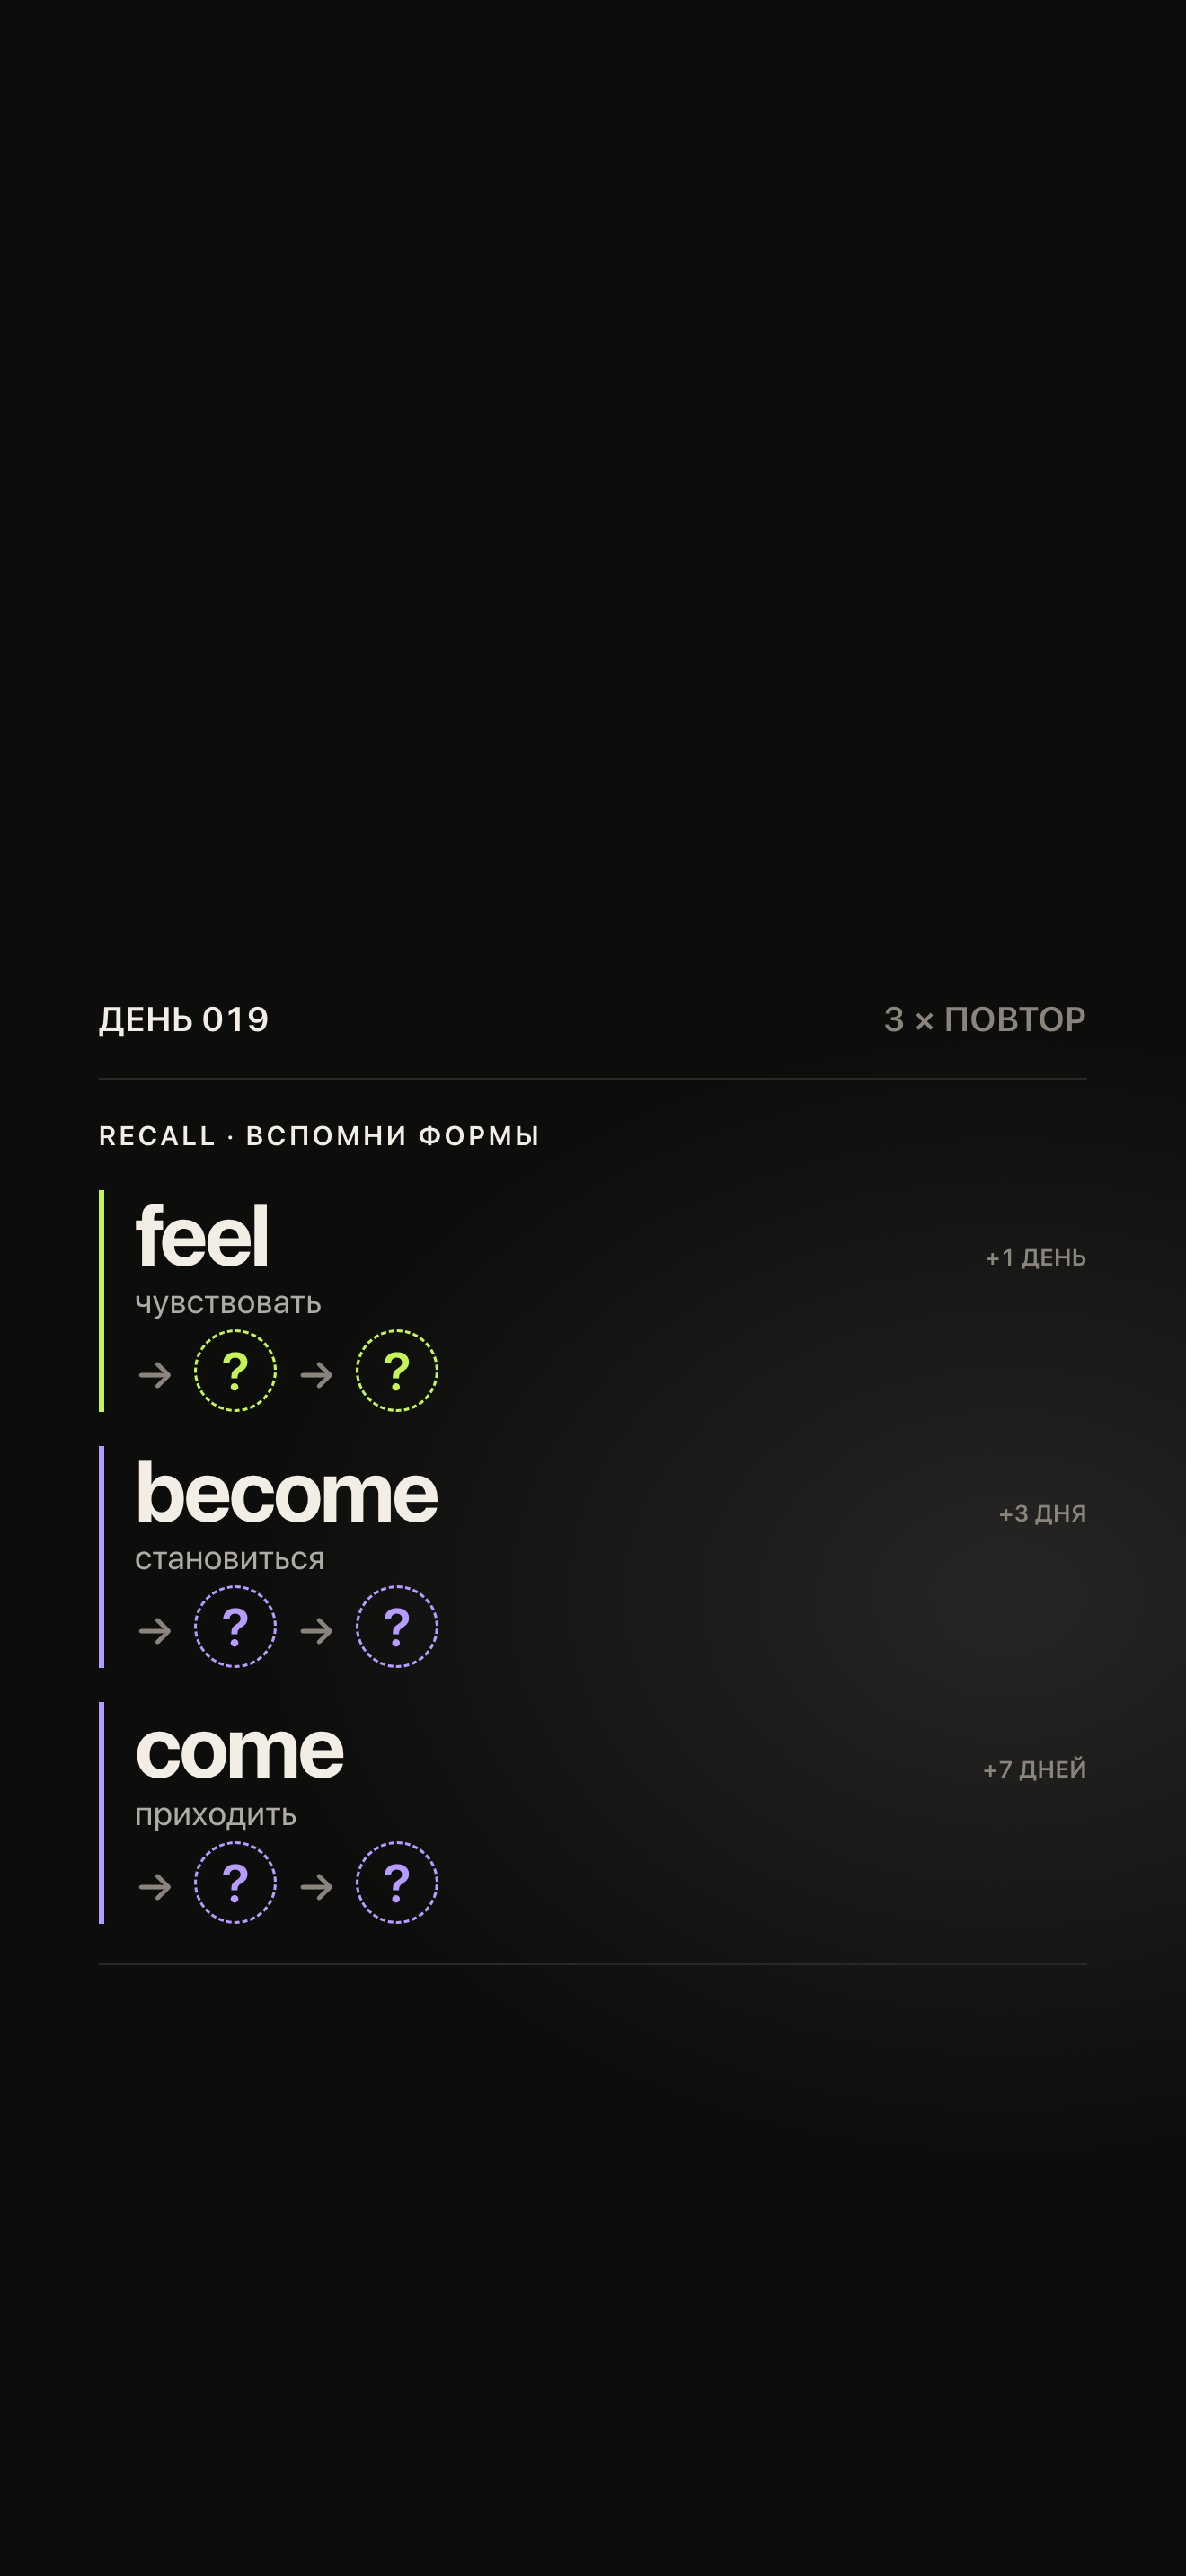 ДЕНЬ 019
3 × ПОВТОР
RECALL · ВСПОМНИ ФОРМЫ
feel
+1 ДЕНЬ
чувствовать
→ ? → ?
become
+3 ДНЯ
становиться
→ ? → ?
come
+7 ДНЕЙ
приходить
→ ? → ?